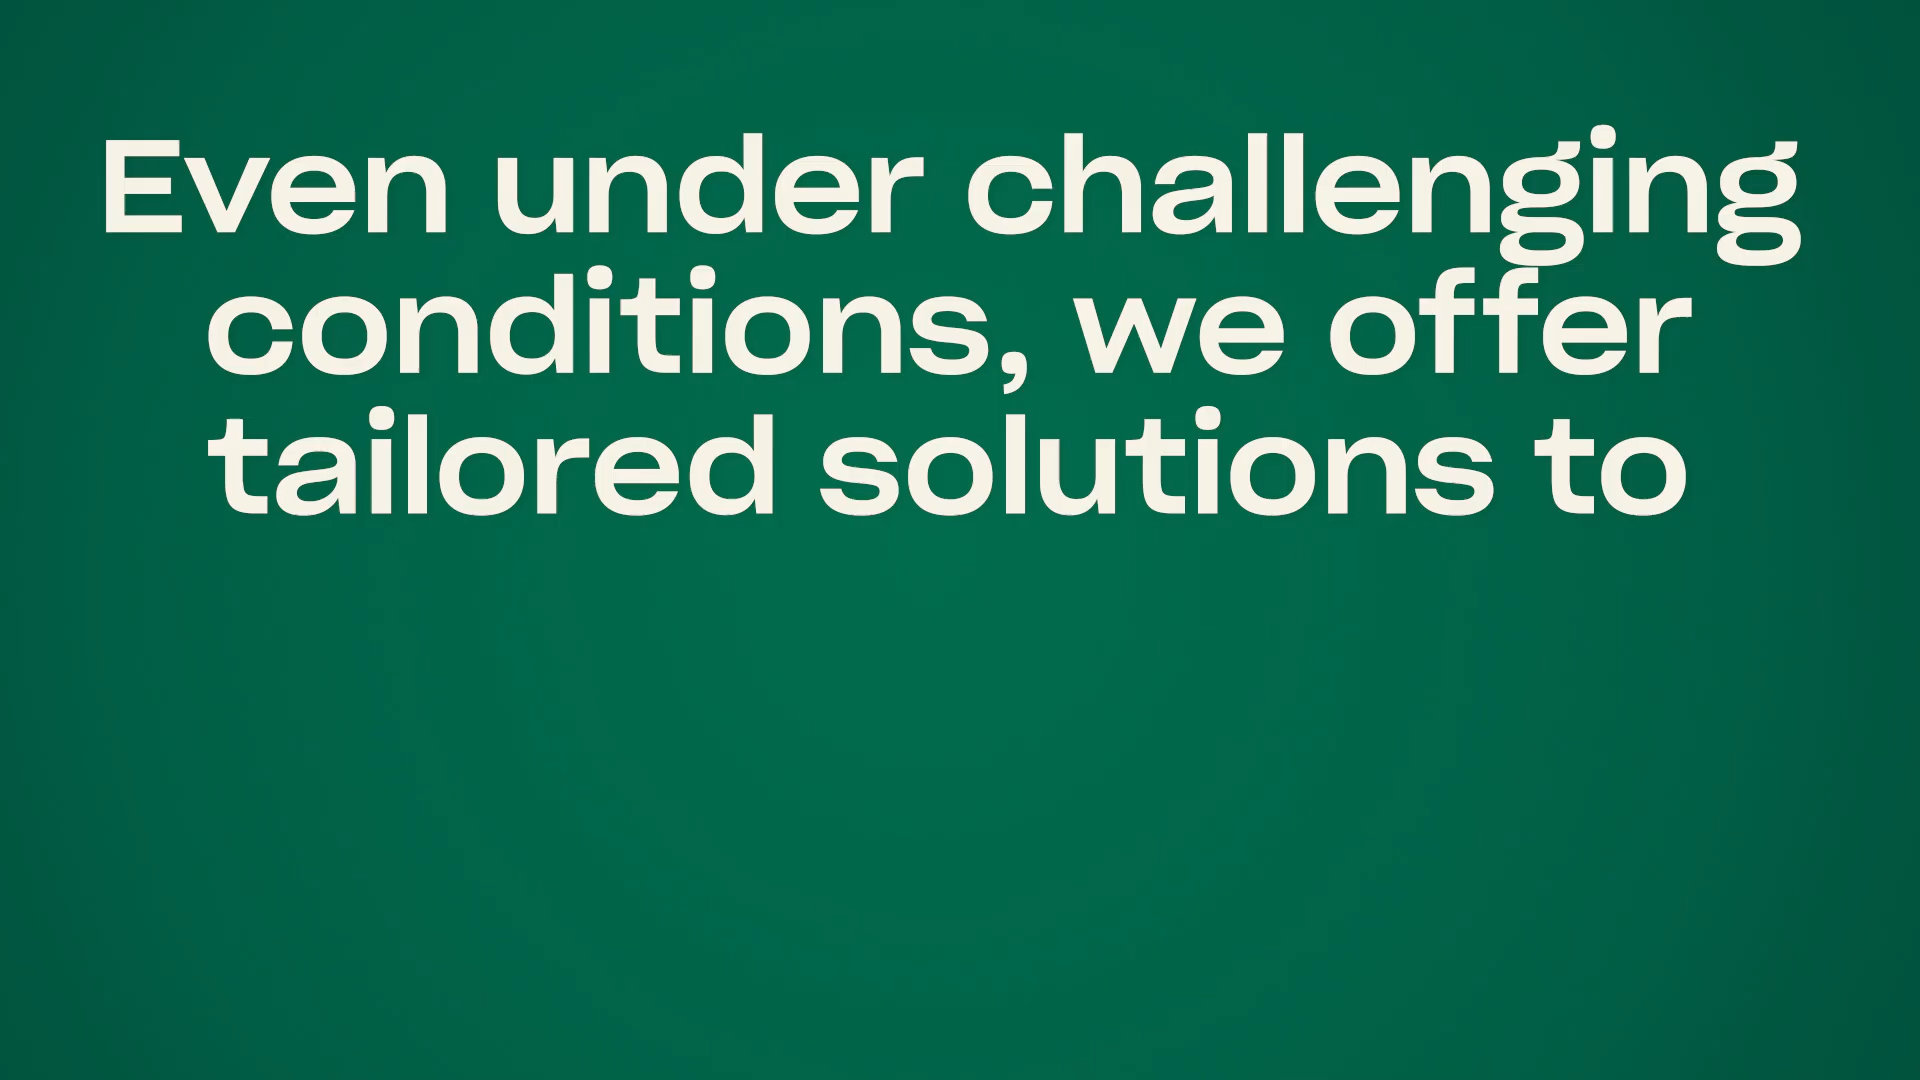 Even under challenging
conditions, we offer
tailored solutions to